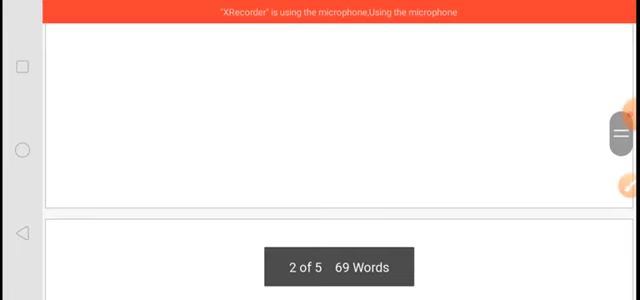 "XRecorder" is using the microphone,Using the microphone
2 of 5 69 Words